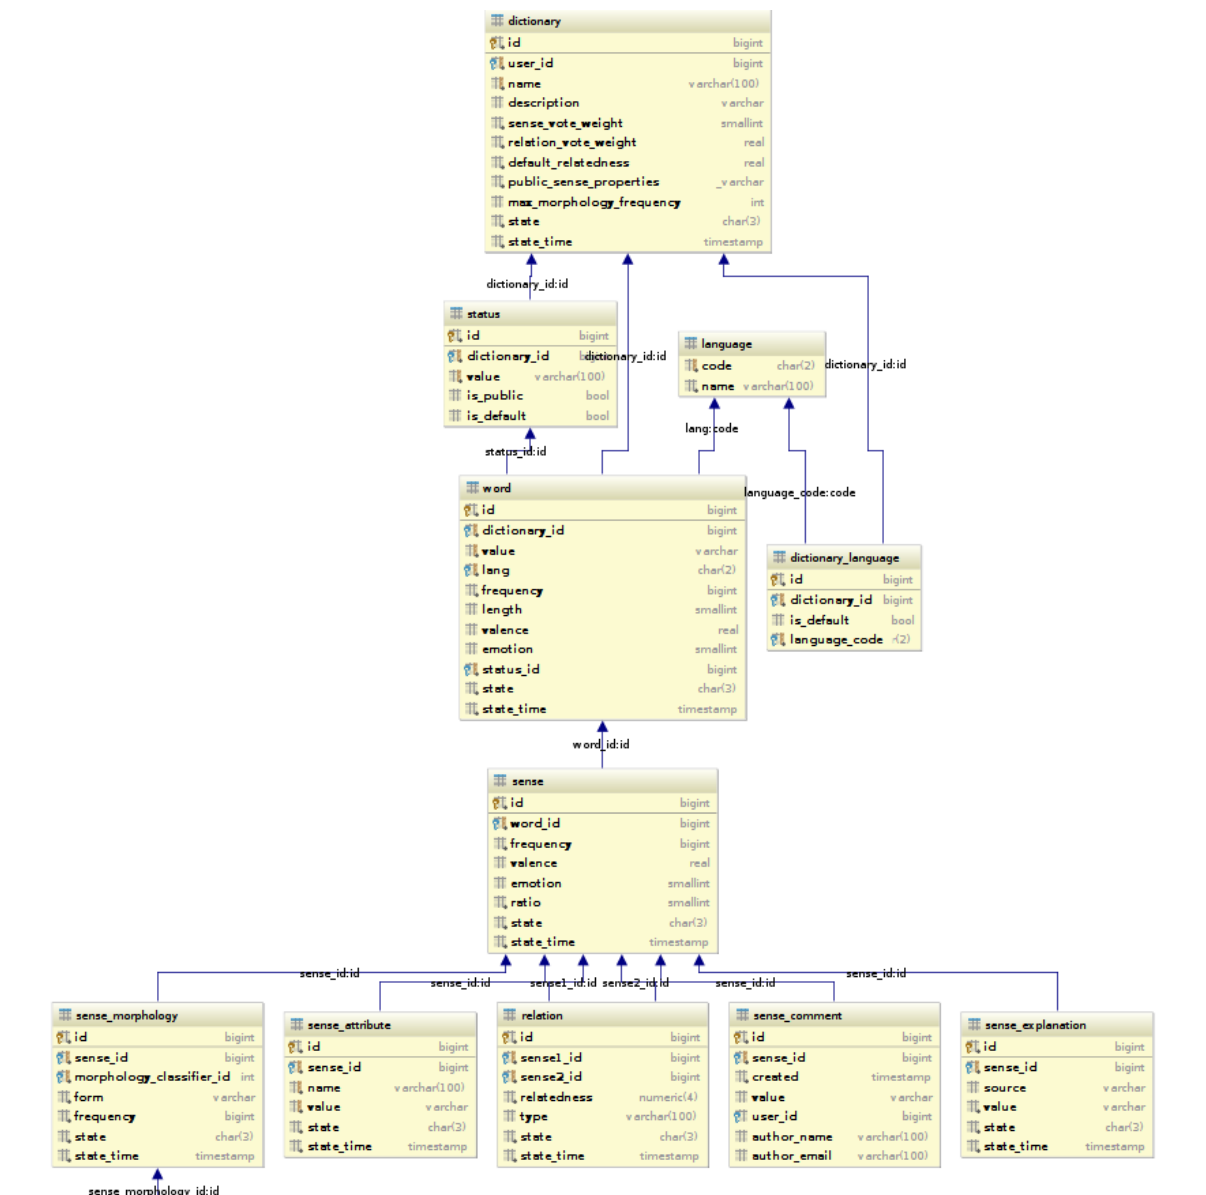 dictionary
id bigint
user_id bigint
name varchar(100)
description varchar
sense_vote_weight smallint
relation_vote_weight real
default_relatedness real
public_sense_properties _varchar
max_morphology_frequency int
state char(3)
state_time timestamp
dictionary_id:id
status
id bigint
dictionary_id
dictionary_id:id
value varchar(100)
is_public bool
is_default bool
language
code char(2)
name varchar(100)
dictionary_id:id
lang:code
status_id:id
language_code:code
word
id bigint
dictionary_id bigint
value varchar
lang char(2)
frequency bigint
length smallint
valence real
emotion smallint
status_id bigint
state char(3)
state_time timestamp
dictionary_language
id bigint
dictionary_id bigint
is_default bool
language_code r(2)
word_id:id
sense
id bigint
word_id bigint
frequency bigint
valence real
emotion smallint
ratio smallint
state char(3)
state_time timestamp
sense_id:id
sense_id:id
sense1_id:id
sense2_id:id
sense_id:id
sense_id:id
sense_morphology
id bigint
sense_id bigint
morphology_classifier_id int
form varchar
frequency bigint
state char(3)
state_time timestamp
sense_attribute
id bigint
sense_id bigint
name varchar(100)
value varchar
state char(3)
state_time timestamp
relation
id bigint
sense1_id bigint
sense2_id bigint
relatedness numeric(4)
type varchar(100)
state char(3)
state_time timestamp
sense_comment
id bigint
sense_id bigint
created timestamp
value varchar
user_id bigint
author_name varchar(100)
author_email varchar(100)
sense_explanation
id bigint
sense_id bigint
source varchar
value varchar
state char(3)
state_time timestamp
sense_morphology_id:id